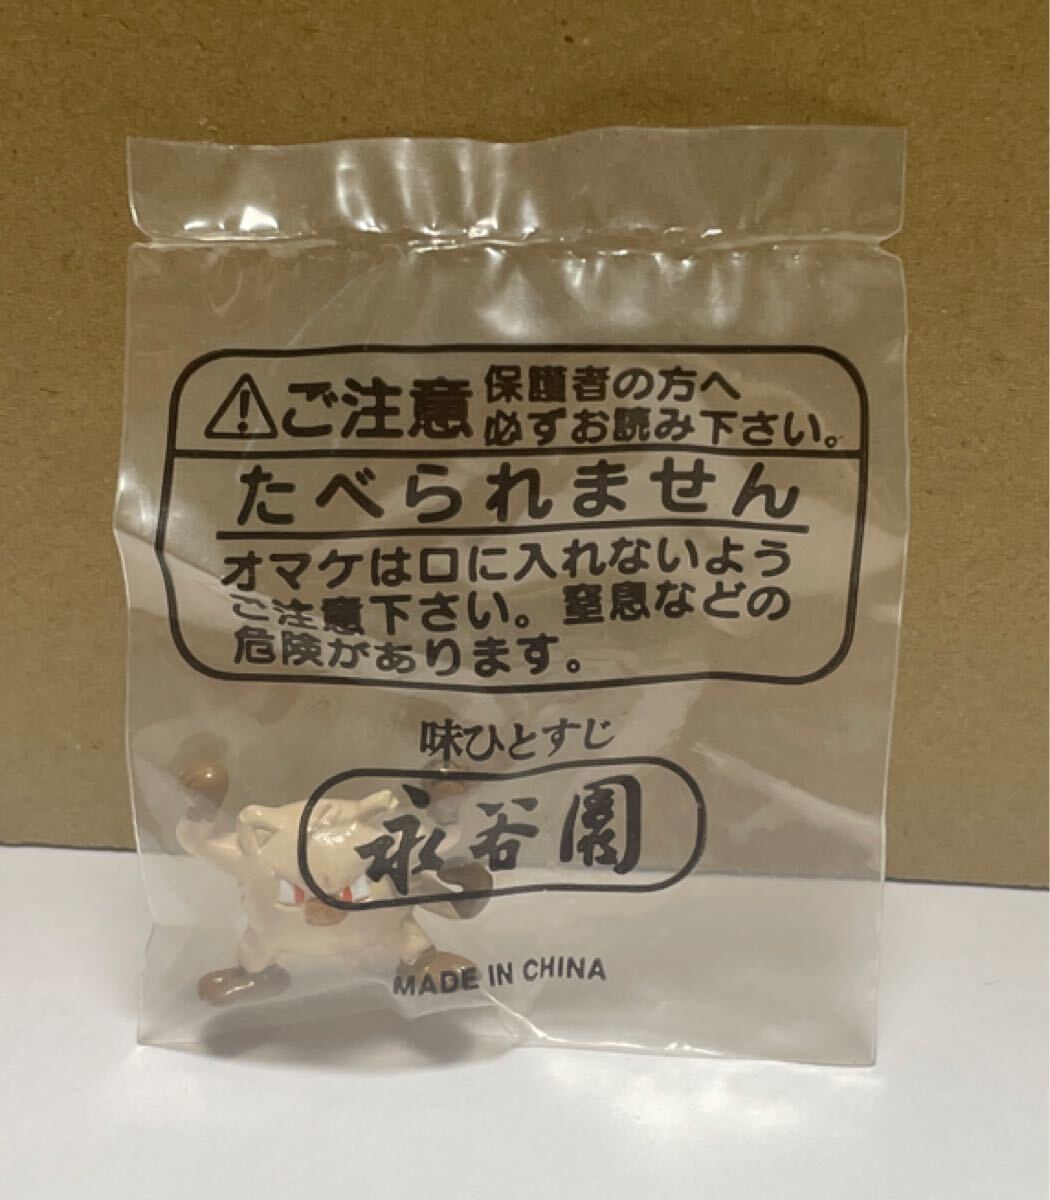 ご注意
保護者の方へ
必ずお読み下さい。
たべられません
オマケは口に入れないよう
ご注意下さい。窒息などの
危険があります。
味ひとすじ
永谷園
MADE IN CHINA